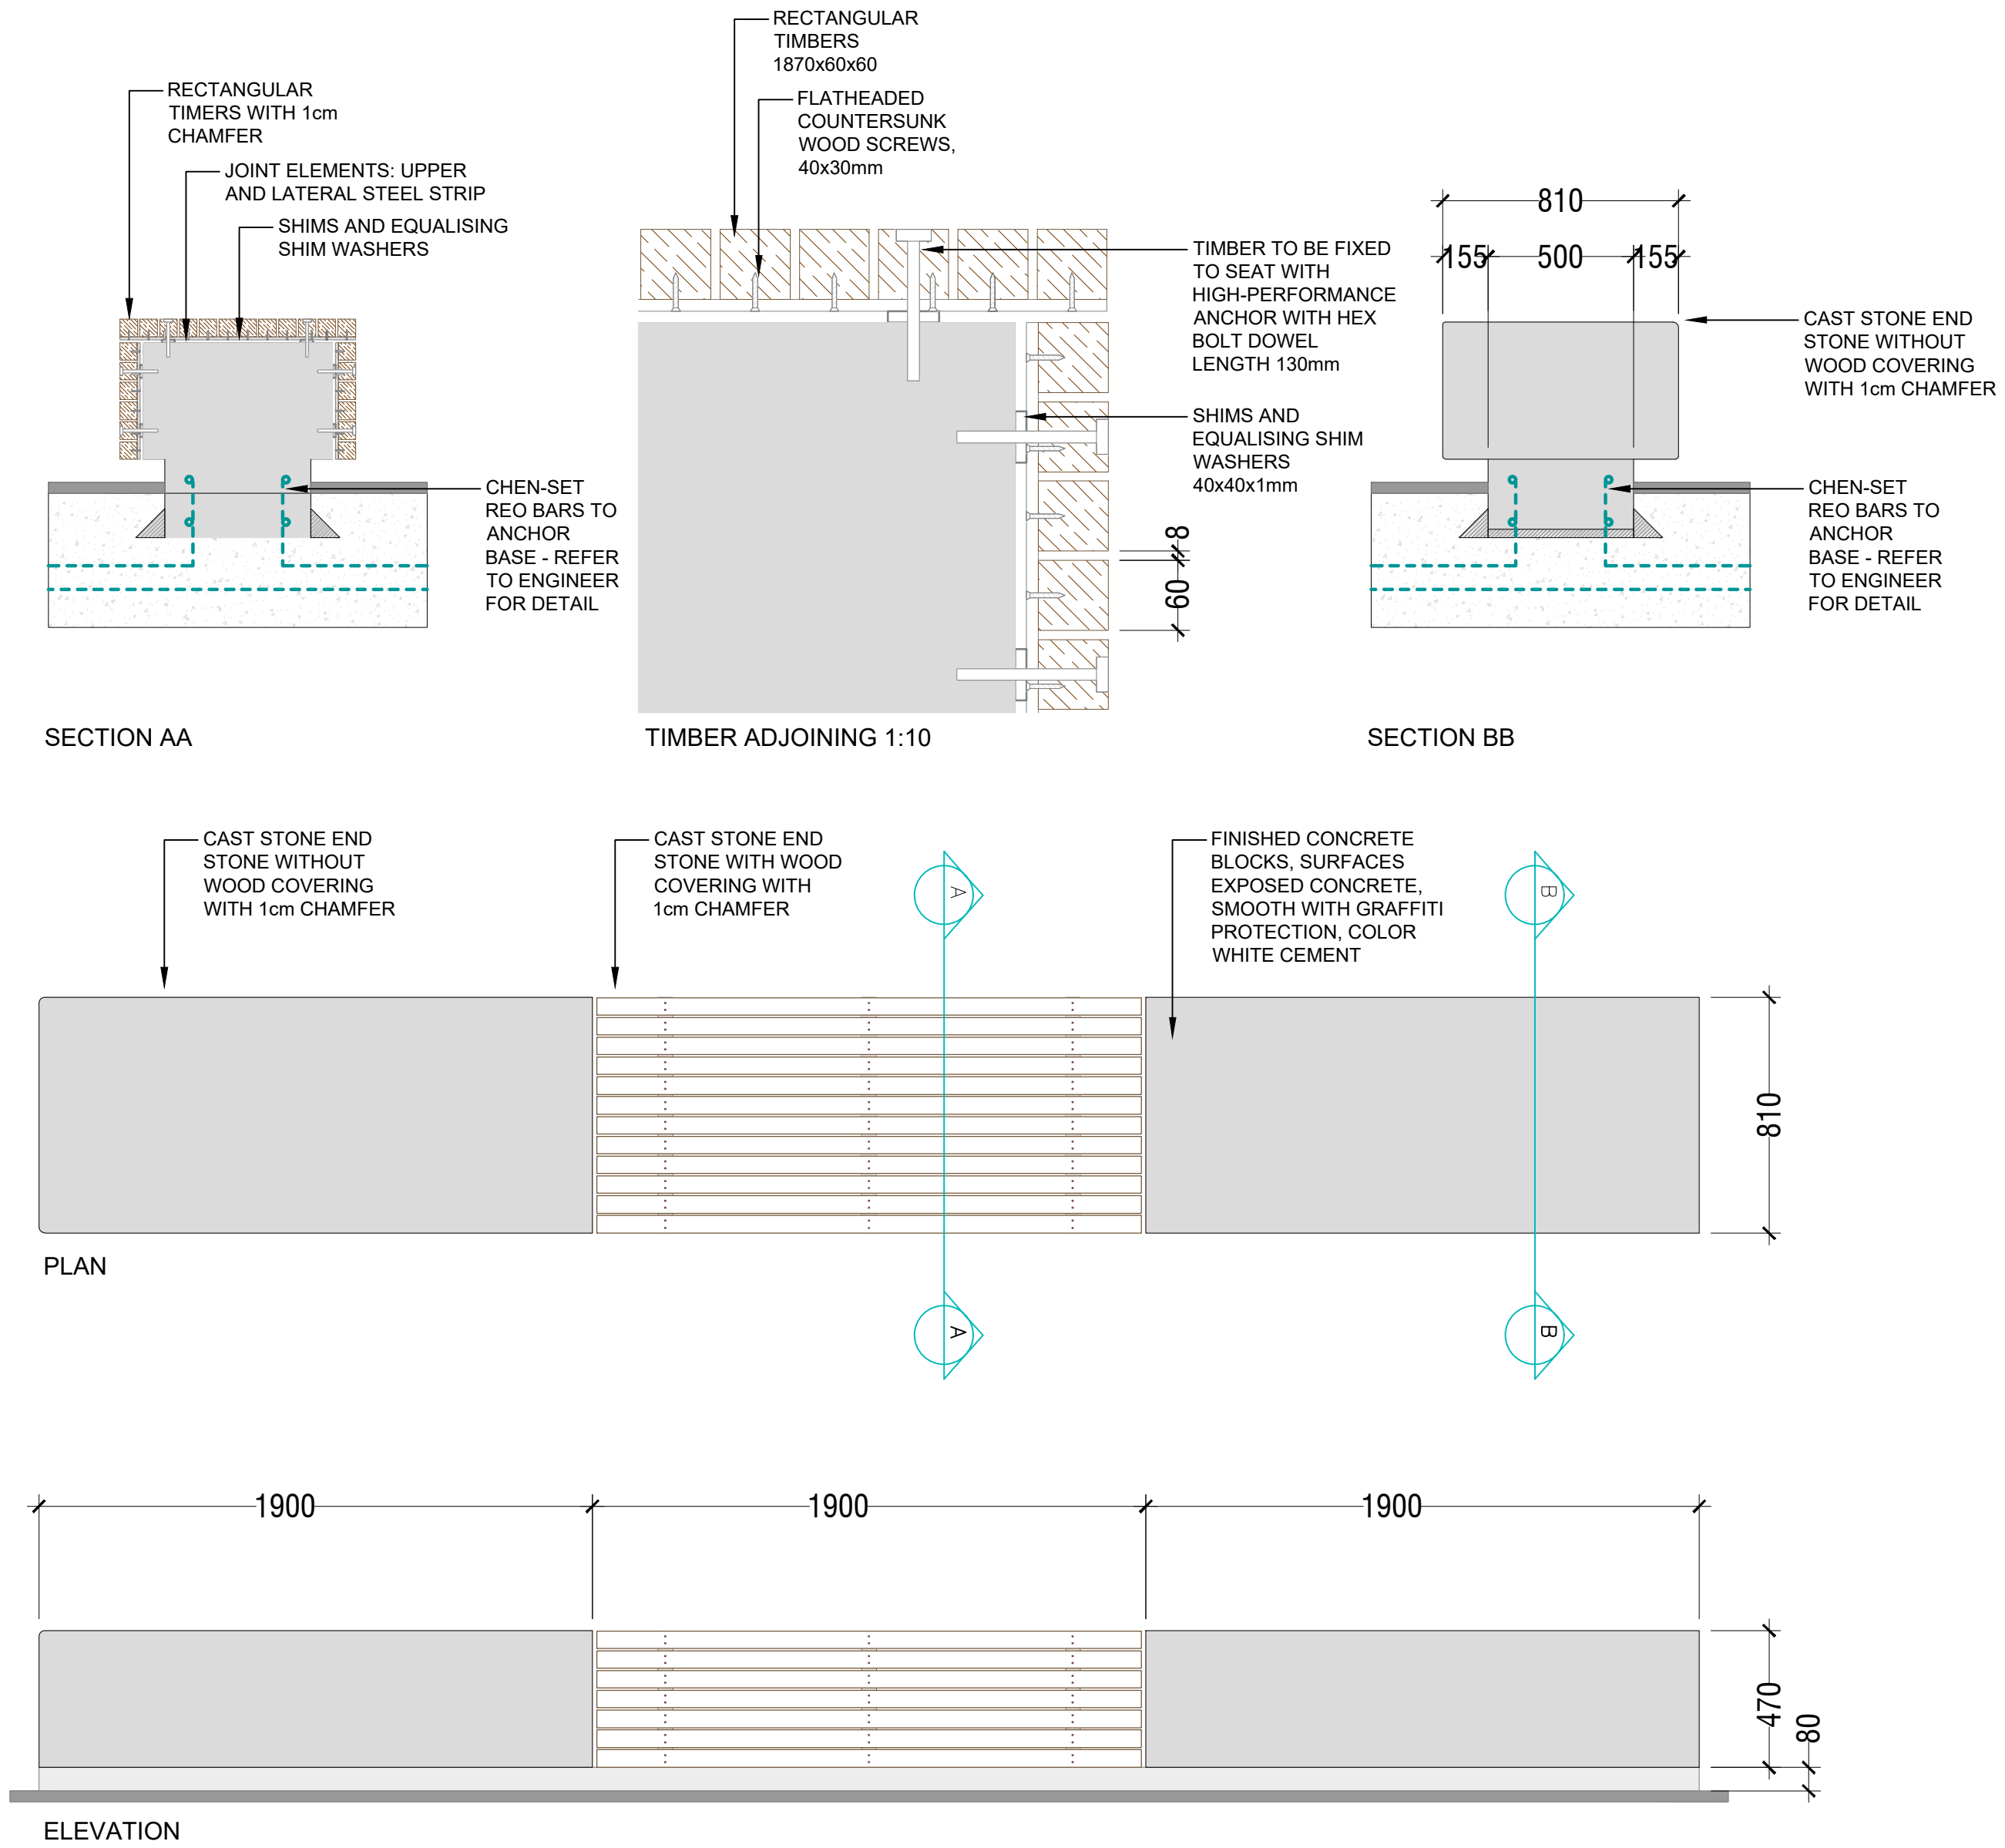 RECTANGULAR
TIMERS WITH 1cm
CHAMFER
JOINT ELEMENTS: UPPER
AND LATERAL STEEL STRIP
SHIMS AND EQUALISING
SHIM WASHERS
CHEN-SET
REO BARS TO
ANCHOR
BASE - REFER
TO ENGINEER
FOR DETAIL
SECTION AA
RECTANGULAR
TIMBERS
1870x60x60
FLATHEADED
COUNTERSUNK
WOOD SCREWS,
40x30mm
TIMBER TO BE FIXED
TO SEAT WITH
HIGH-PERFORMANCE
ANCHOR WITH HEX
BOLT DOWEL
LENGTH 130mm
SHIMS AND
EQUALISING SHIM
WASHERS
40x40x1mm
8
60
TIMBER ADJOINING 1:10
810
155 500 155
CAST STONE END
STONE WITHOUT
WOOD COVERING
WITH 1cm CHAMFER
CHEN-SET
REO BARS TO
ANCHOR
BASE - REFER
TO ENGINEER
FOR DETAIL
SECTION BB
CAST STONE END
STONE WITHOUT
WOOD COVERING
WITH 1cm CHAMFER
CAST STONE END
STONE WITH WOOD
COVERING WITH
1cm CHAMFER
A
FINISHED CONCRETE
BLOCKS, SURFACES
EXPOSED CONCRETE,
SMOOTH WITH GRAFFITI
PROTECTION, COLOR
WHITE CEMENT
B
810
PLAN
A
B
1900 1900 1900
470
80
ELEVATION